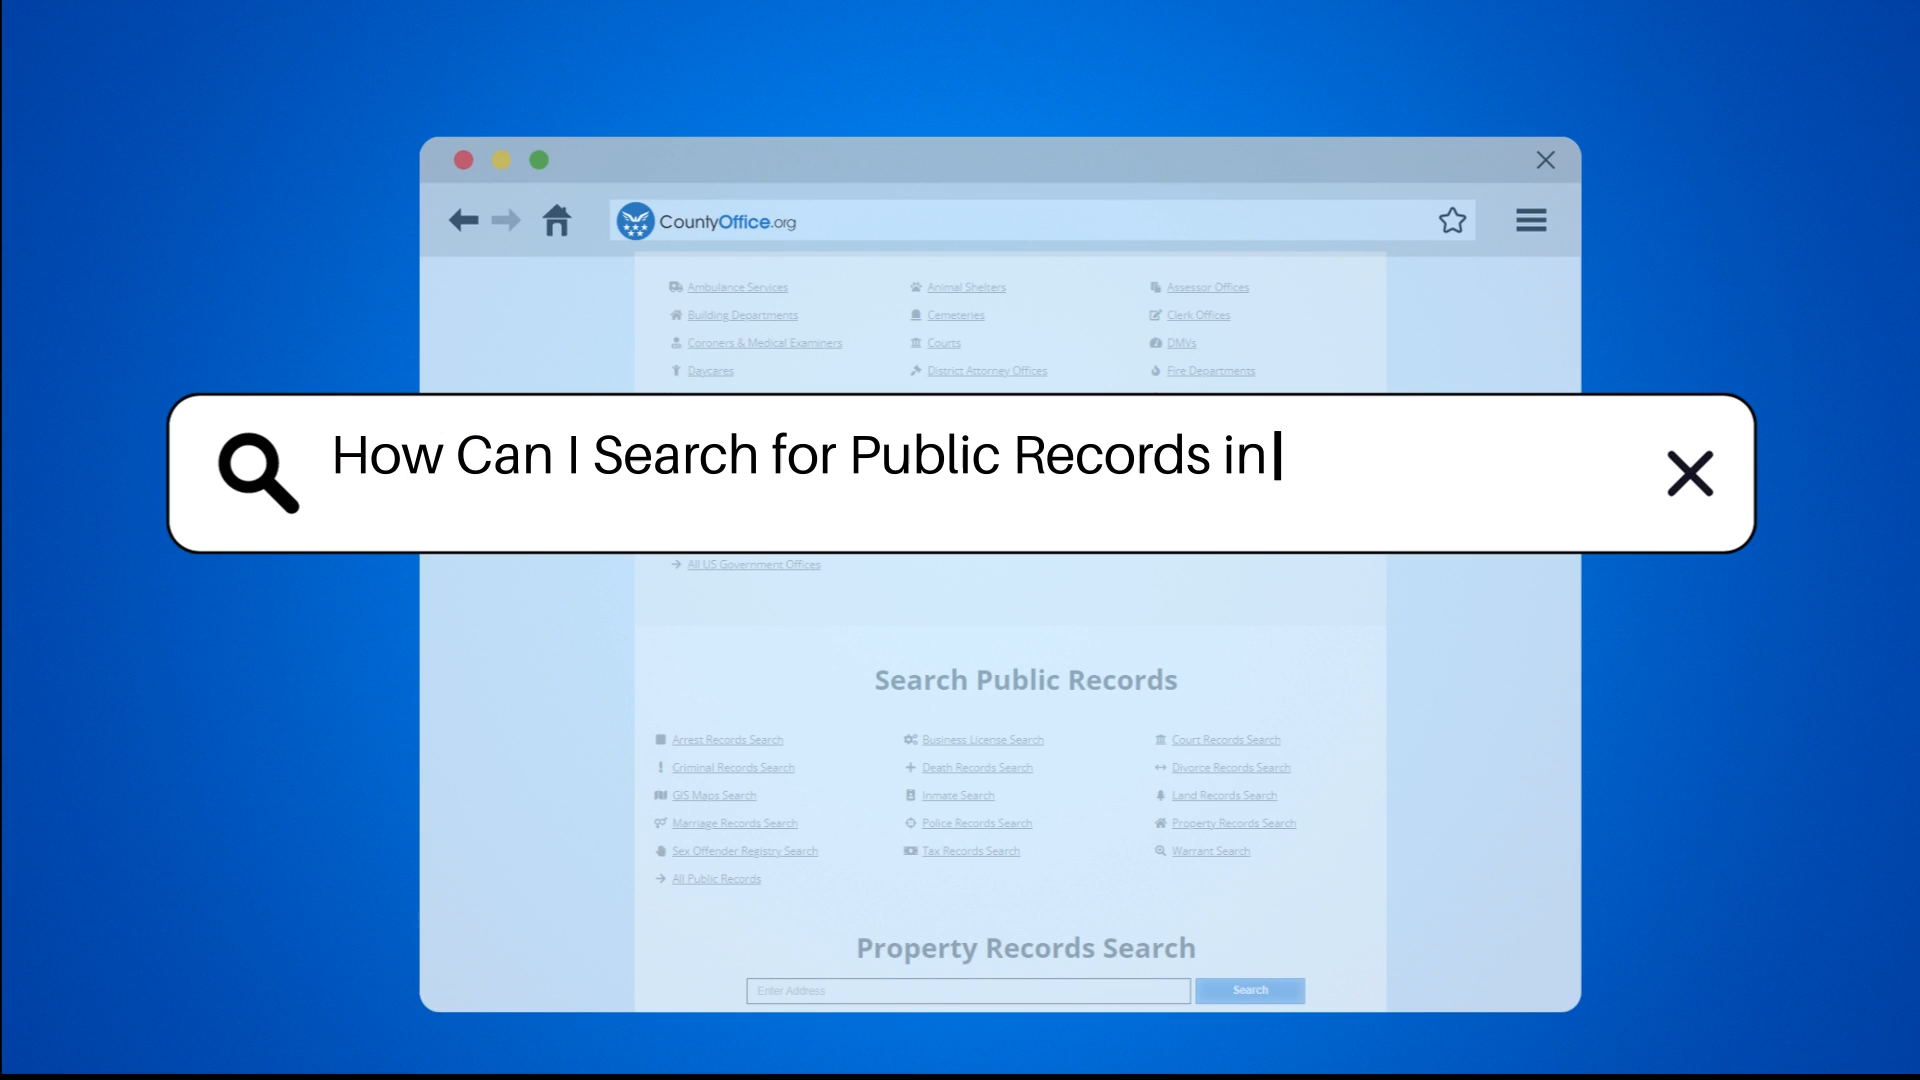 CountyOffice.org
Ambulance Services Animal Shelters Assessor Offices
Building Departments Cemeteries Clerk Offices
Coroners & Medical Examiners Courts DMVs
Daycares District Attorney Offices Fire Departments
How Can I Search for Public Records in
All US Government Offices
Search Public Records
Arrest Records Search Business License Search Court Records Search
Criminal Records Search Death Records Search Divorce Records Search
GIS Maps Search Inmate Search Land Records Search
Marriage Records Search Police Records Search Property Records Search
Sex Offender Registry Search Tax Records Search Warrant Search
All Public Records
Property Records Search
Enter Address Search